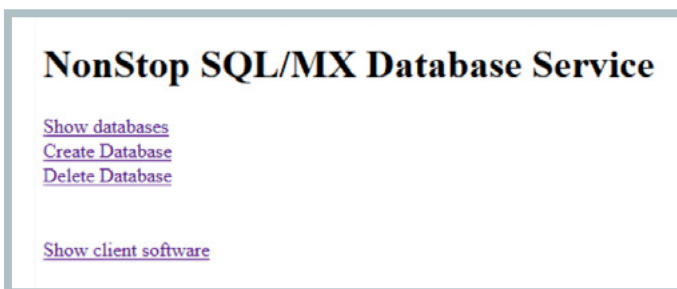 NonStop SQL/MX Database Service
Show databases
Create Database
Delete Database
Show client software